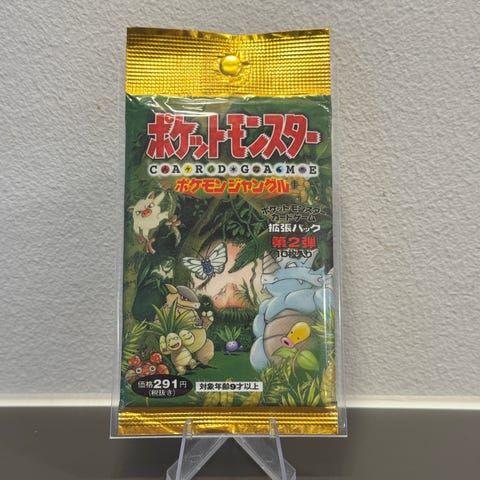 ポケットモンスター
CARDGAME
ポケモンジャングル
ポケットモンスター
カードゲーム
拡張パック
第2弾
(10枚入り)
価格291円
(税抜き)
対象年齢9才以上